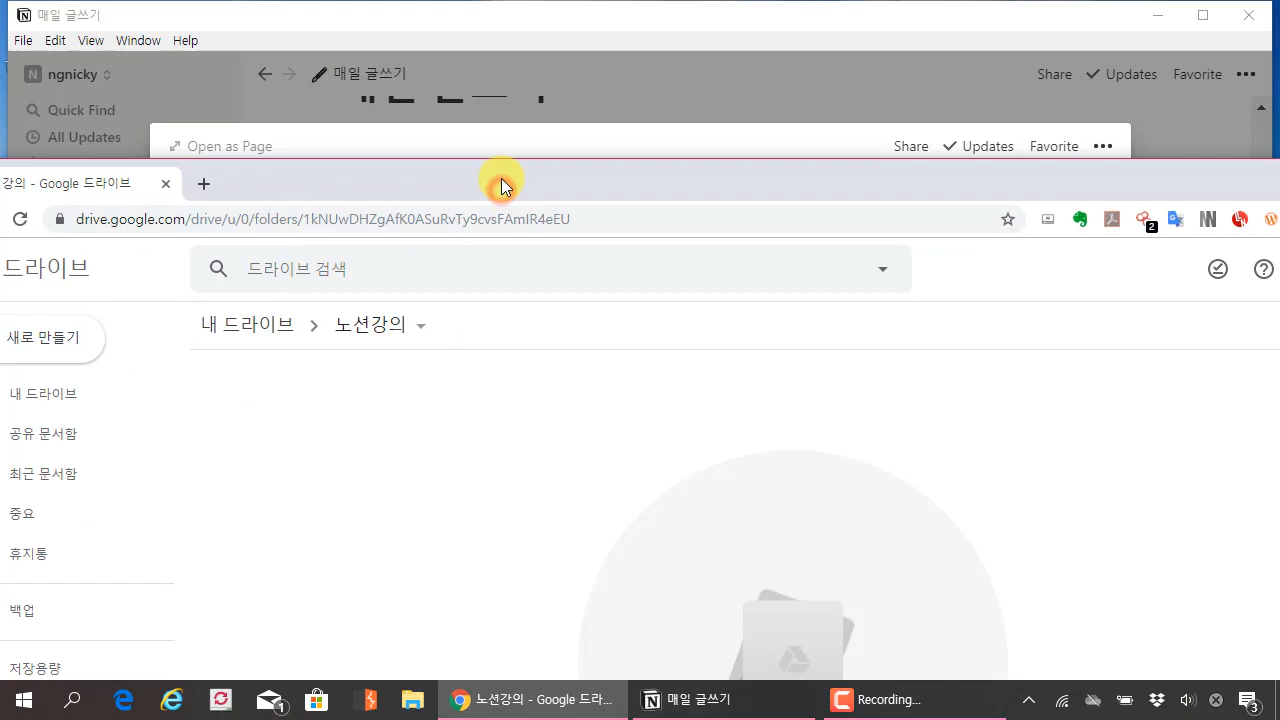 매일 글쓰기
File Edit View Window Help
N ngnicky
매일 글쓰기
Share Updates Favorite •••
Quick Find
All Updates
Open as Page
Share Updates Favorite •••
강의 - Google 드라이브
drive.google.com/drive/u/0/folders/1kNUwDHZgAfK0ASuRvTy9cvsFAmIR4eEU
2
드라이브
드라이브 검색
새로 만들기
내 드라이브 > 노션강의
내 드라이브
공유 문서함
최근 문서함
중요
휴지통
백업
저장용량
1
노션강의 - Google 드라...
매일 글쓰기
Recording...
3